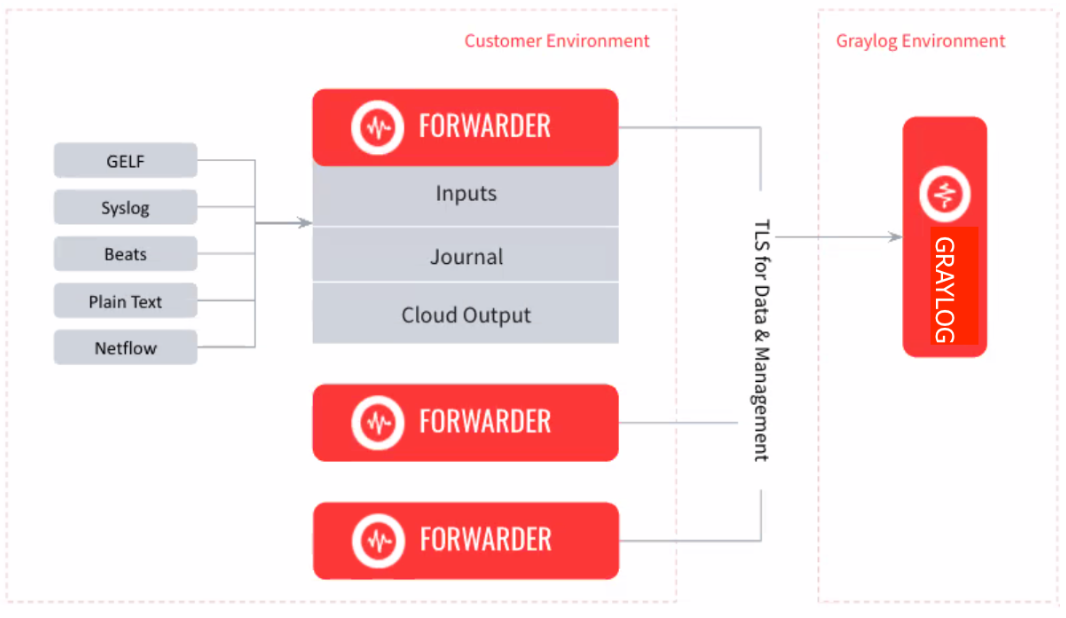 Customer Environment
Graylog Environment
FORWARDER
GELF
Syslog
Beats
Plain Text
Netflow
Inputs
Journal
Cloud Output
FORWARDER
FORWARDER
TLS for Data & Management
GRAYLOG